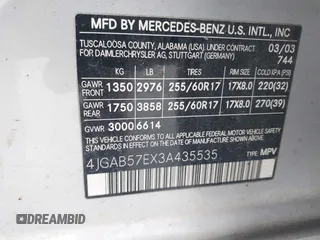 MFD BY MERCEDES-BENZ U.S. INTL., INC
TUSCALOOSA COUNTY, ALABAMA (USA) UNDER CONTRACT
FOR DAIMLERCHRYSLER AG, STUTTGART (GERMANY)
03/03
744
TIRES RIM SIZE COLD KPA (PSI)
GAWR FRONT 1350 2976 255/60R17 17X8.0 220(32)
GAWR REAR 1750 3858 255/60R17 17X8.0 270(39)
GVWR 3000 6614
THIS VEHICLE CONFORMS TO ALL APPLICABLE FEDERAL MOTOR VEHICLE SAFETY STANDARDS IN EFFECT ON THE DATE OF MANUFACTURE SHOWN ABOVE.
4JGAB57EX3A435535
TYPE: MPV
© DREAMBID
DREAMBID.COM